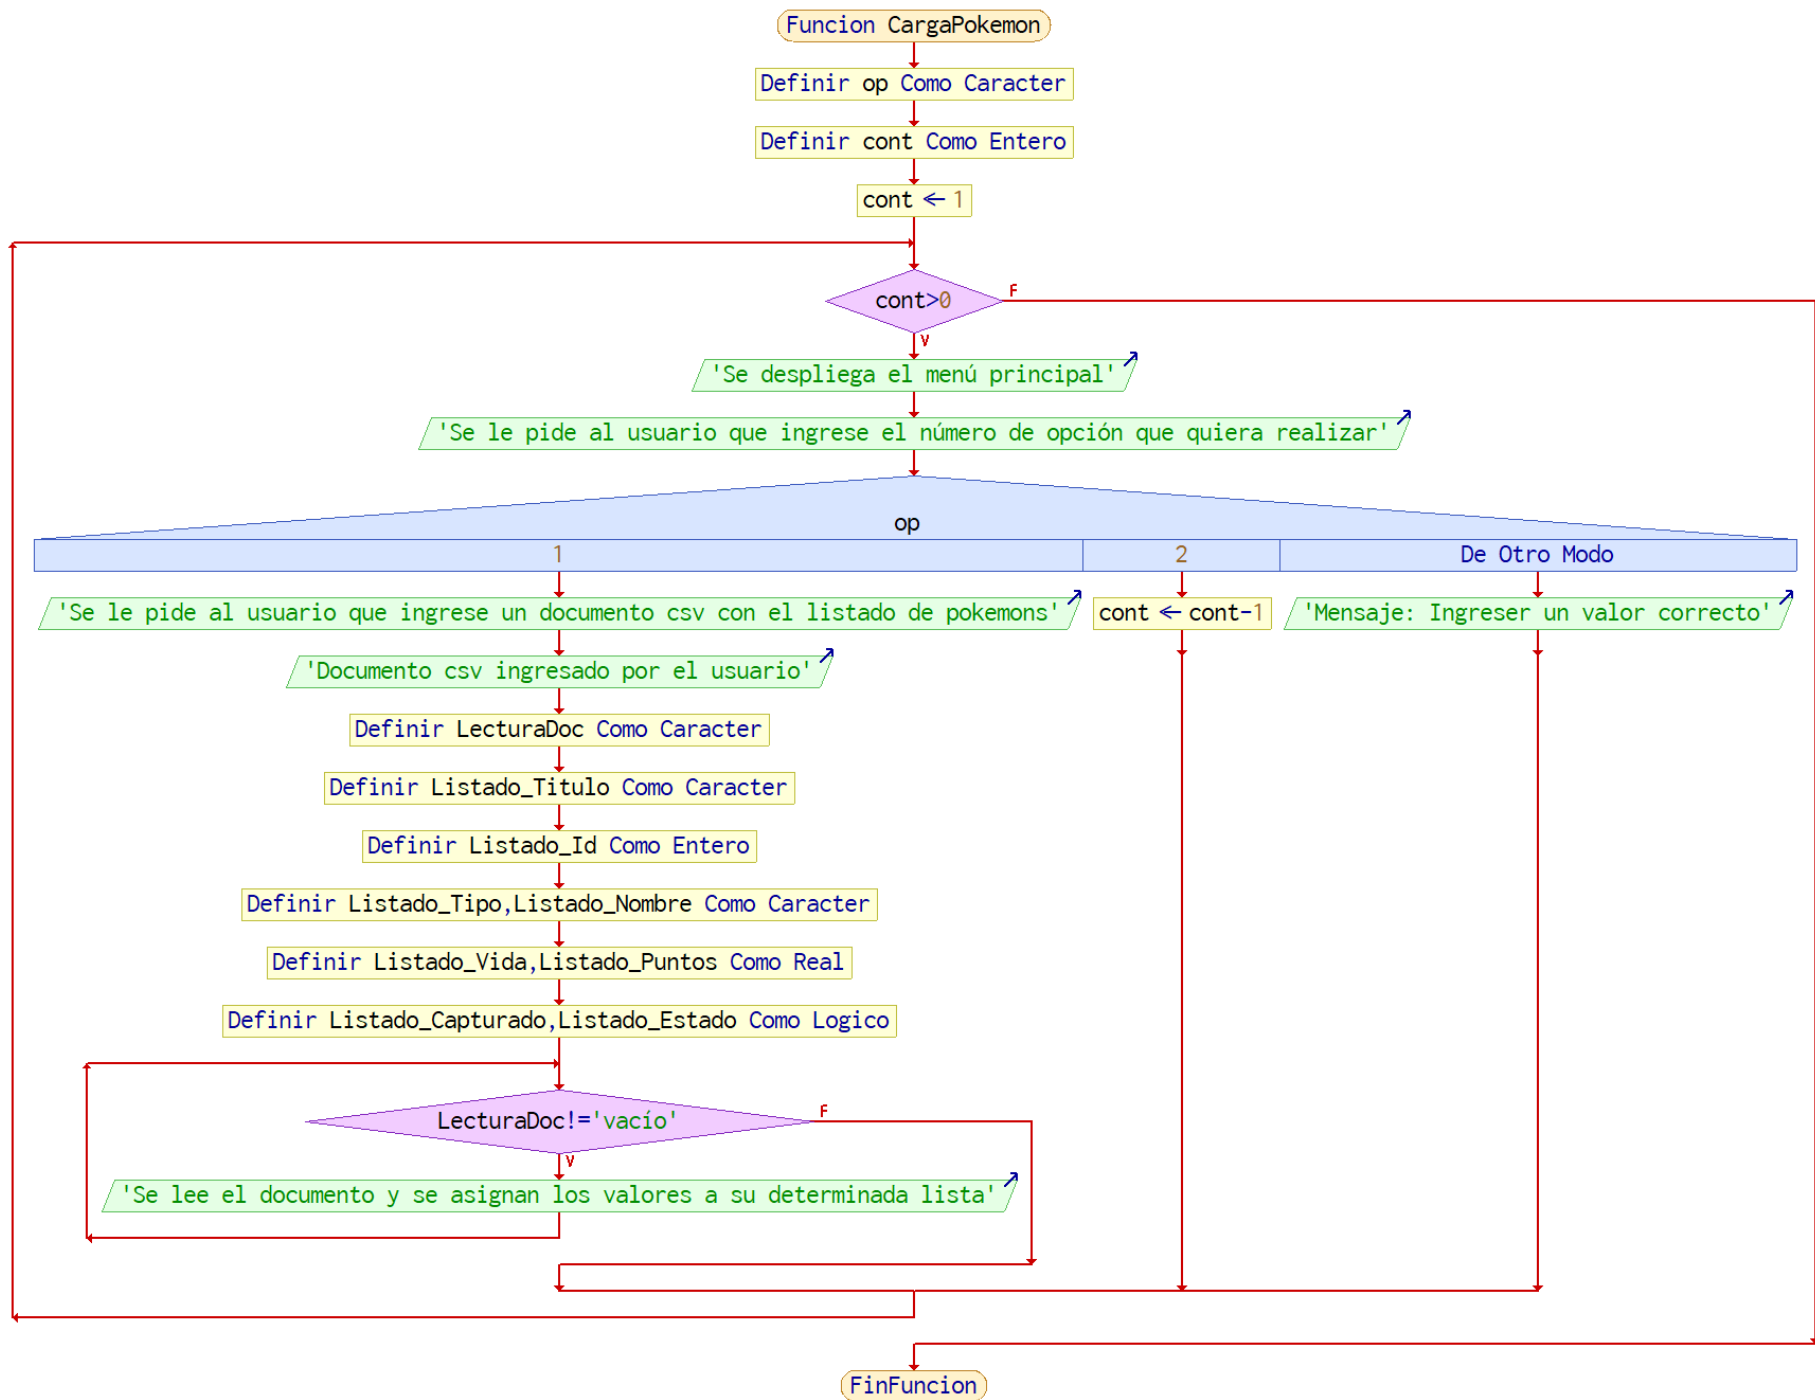 Funcion CargaPokemon
Definir op Como Caracter
Definir cont Como Entero
cont ← 1
cont>0
F
V
'Se despliega el menú principal'
'Se le pide al usuario que ingrese el número de opción que quiera realizar'
op
1
2
De Otro Modo
'Se le pide al usuario que ingrese un documento csv con el listado de pokemons'
cont ← cont-1
'Mensaje: Ingreser un valor correcto'
'Documento csv ingresado por el usuario'
Definir LecturaDoc Como Caracter
Definir Listado_Titulo Como Caracter
Definir Listado_Id Como Entero
Definir Listado_Tipo,Listado_Nombre Como Caracter
Definir Listado_Vida,Listado_Puntos Como Real
Definir Listado_Capturado,Listado_Estado Como Logico
LecturaDoc!='vacío'
F
V
'Se lee el documento y se asignan los valores a su determinada lista'
FinFuncion